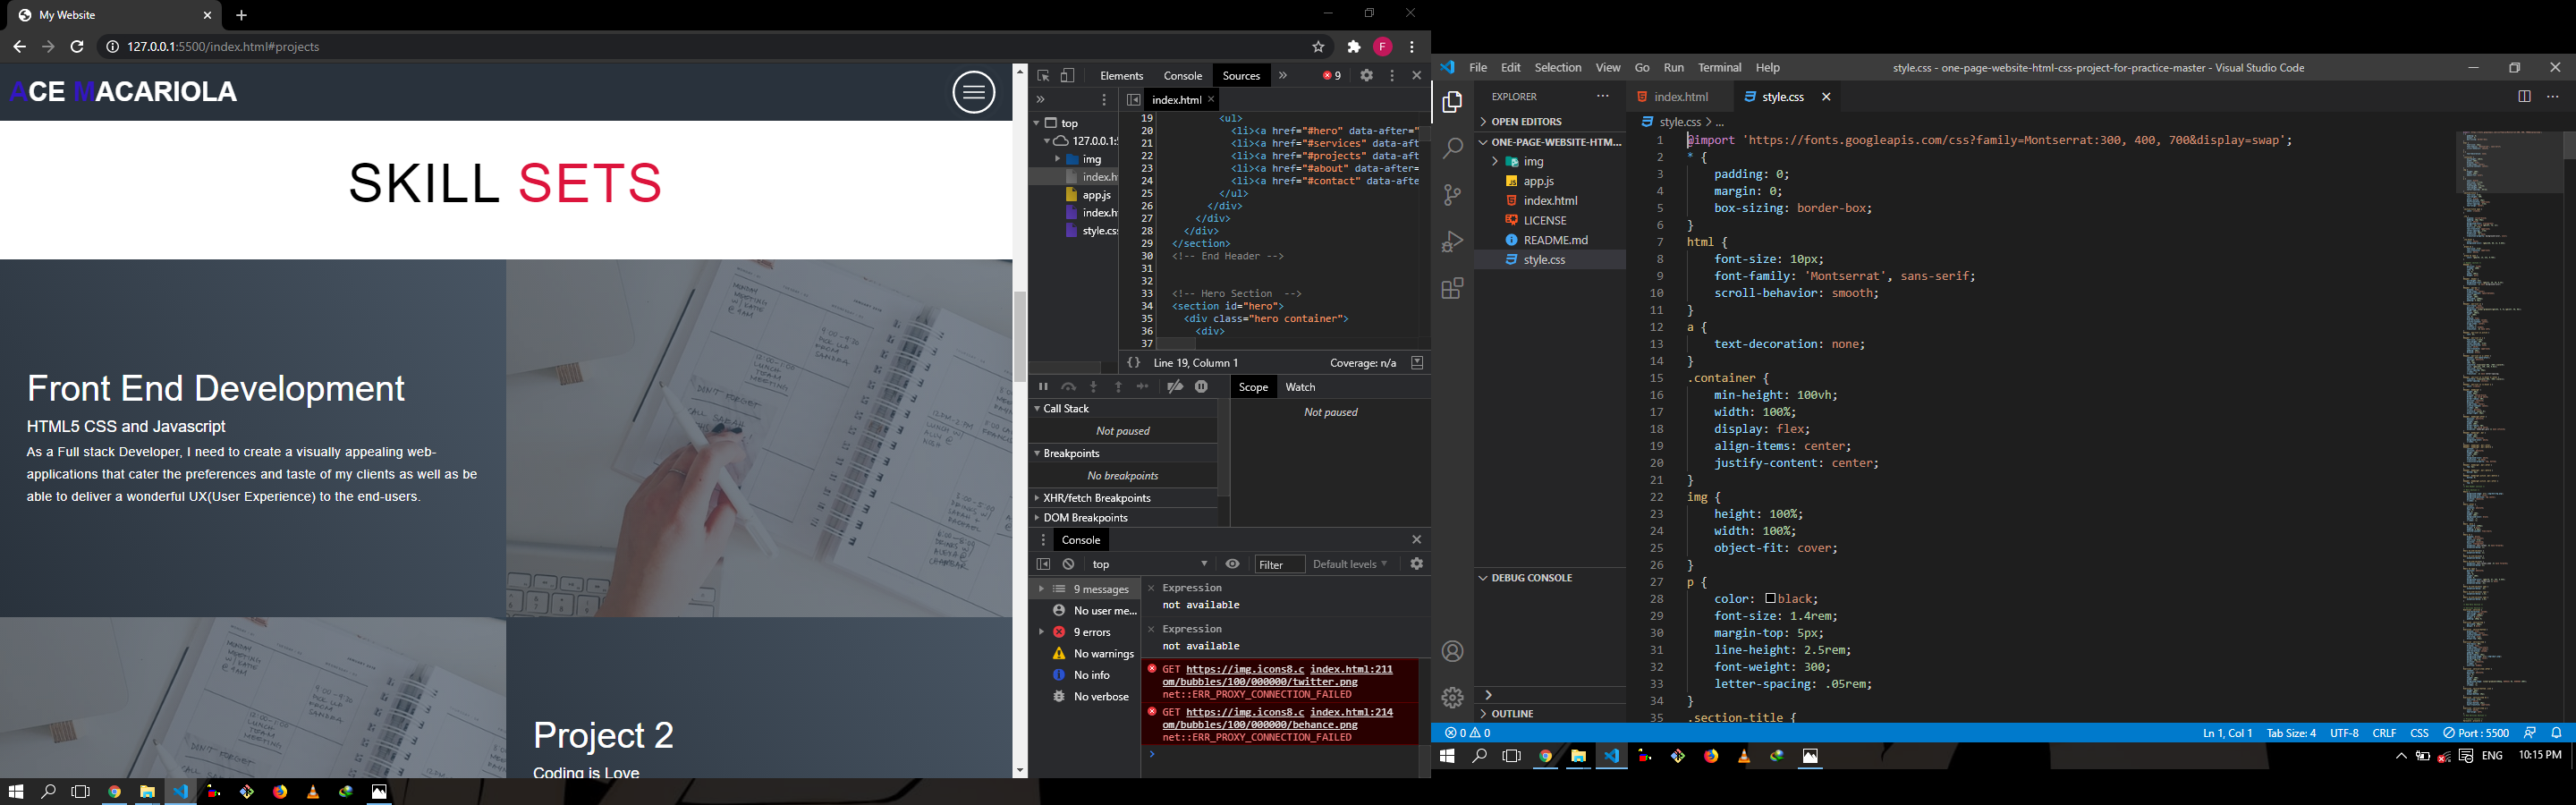 My Website
127.0.0.1:5500/index.html#projects
F
ACE MACARIOLA
SKILL SETS
Front End Development
HTML5 CSS and Javascript
As a Full stack Developer, I need to create a visually appealing web-
applications that cater the preferences and taste of my clients as well as be
able to deliver a wonderful UX(User Experience) to the end-users.
Project 2
Coding is Love
Elements Console Sources 9
index.html
top
127.0.0.1:
img
index.h
app.js
index.h
style.cs
19 <ul>
20 <li><a href="#hero" data-after="
21 <li><a href="#services" data-aft
22 <li><a href="#projects" data-aft
23 <li><a href="#about" data-after=
24 <li><a href="#contact" data-afte
25 </ul>
26 </div>
27 </div>
28 </div>
29 </section>
30 <!-- End Header -->
31
32
33 <!-- Hero Section -->
34 <section id="hero">
35 <div class="hero container">
36 <div>
37
{} Line 19, Column 1 Coverage: n/a
Scope Watch
Not paused
Call Stack
Not paused
Breakpoints
No breakpoints
XHR/fetch Breakpoints
DOM Breakpoints
Console
top Filter Default levels
9 messages
No user me...
9 errors
No warnings
No info
No verbose
Expression
not available
Expression
not available
GET https://img.icons8.c index.html:211
om/bubbles/100/000000/twitter.png
net::ERR_PROXY_CONNECTION_FAILED
GET https://img.icons8.c index.html:214
om/bubbles/100/000000/behance.png
net::ERR_PROXY_CONNECTION_FAILED
File Edit Selection View Go Run Terminal Help
style.css - one-page-website-html-css-project-for-practice-master - Visual Studio Code
EXPLORER
OPEN EDITORS
ONE-PAGE-WEBSITE-HTM...
img
app.js
index.html
LICENSE
README.md
style.css
DEBUG CONSOLE
OUTLINE
index.html style.css
style.css > ...
1 @import 'https://fonts.googleapis.com/css?family=Montserrat:300, 400, 700&display=swap';
2 * {
3 padding: 0;
4 margin: 0;
5 box-sizing: border-box;
6 }
7 html {
8 font-size: 10px;
9 font-family: 'Montserrat', sans-serif;
10 scroll-behavior: smooth;
11 }
12 a {
13 text-decoration: none;
14 }
15 .container {
16 min-height: 100vh;
17 width: 100%;
18 display: flex;
19 align-items: center;
20 justify-content: center;
21 }
22 img {
23 height: 100%;
24 width: 100%;
25 object-fit: cover;
26 }
27 p {
28 color: black;
29 font-size: 1.4rem;
30 margin-top: 5px;
31 line-height: 2.5rem;
32 font-weight: 300;
33 letter-spacing: .05rem;
34 }
35 .section-title {
0 0 Ln 1, Col 1 Tab Size: 4 UTF-8 CRLF CSS Port : 5500
ENG 10:15 PM